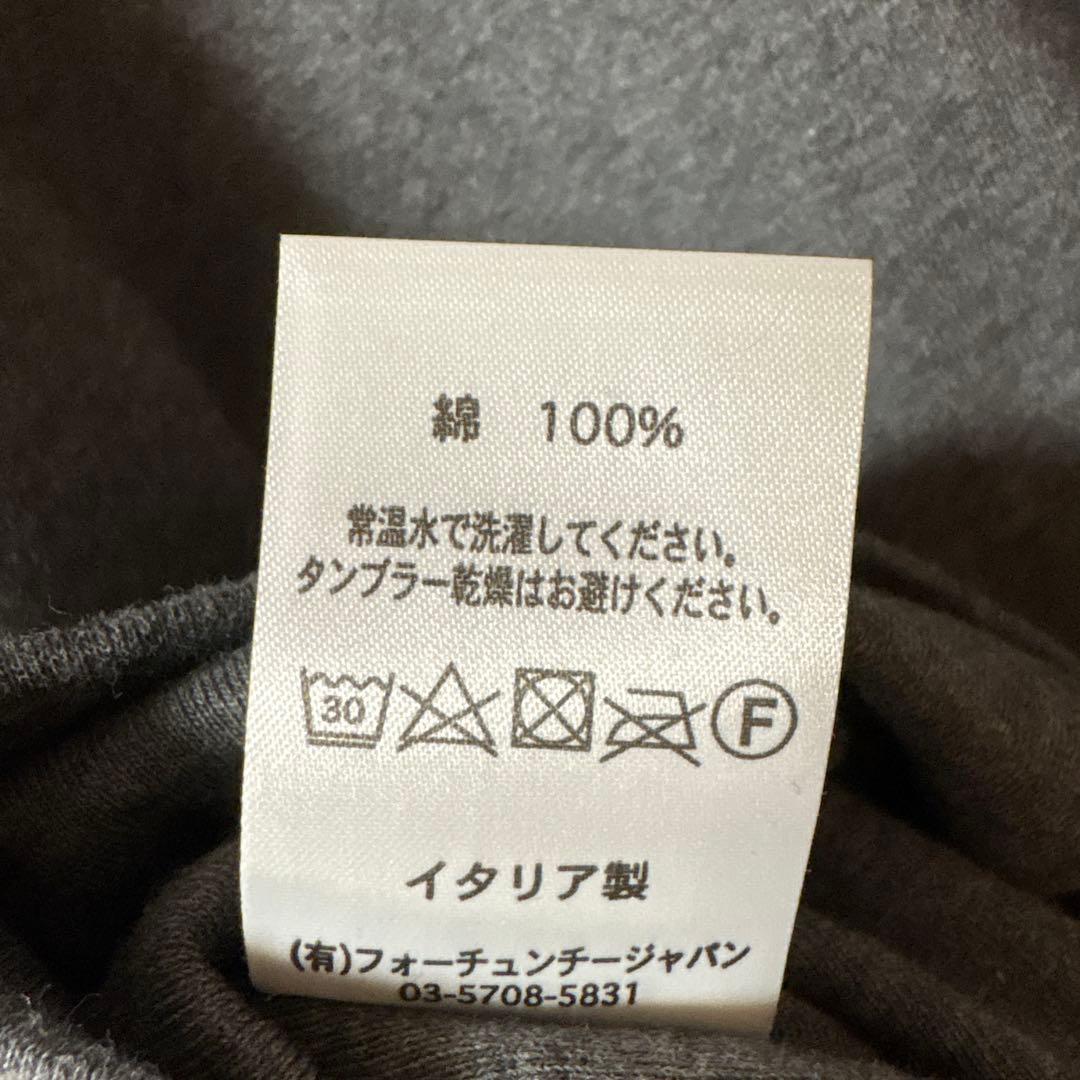 綿　100%
常温水で洗濯してください。
タンブラー乾燥はお避けください。
30 F
イタリア製
(有)フォーチュンチージャパン
03-5708-5831